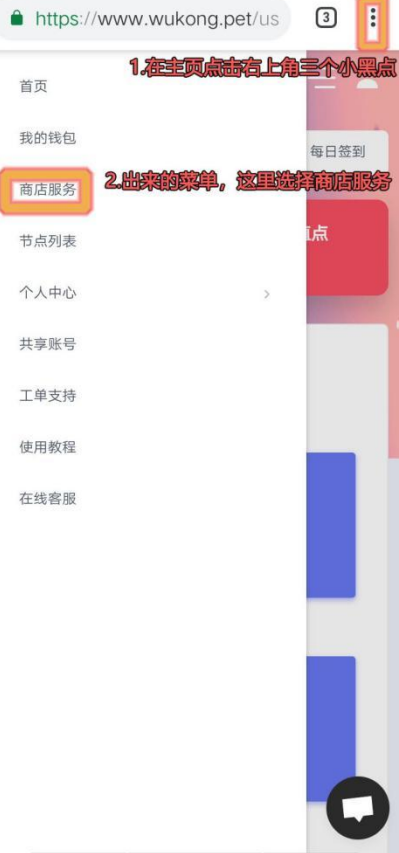 https://www.wukong.pet/us
3
1.在主页点击右上角三个小黑点
首页
我的钱包
每日签到
商店服务
2.出来的菜单，这里选择商店服务
节点列表
个人中心
共享账号
工单支持
使用教程
在线客服